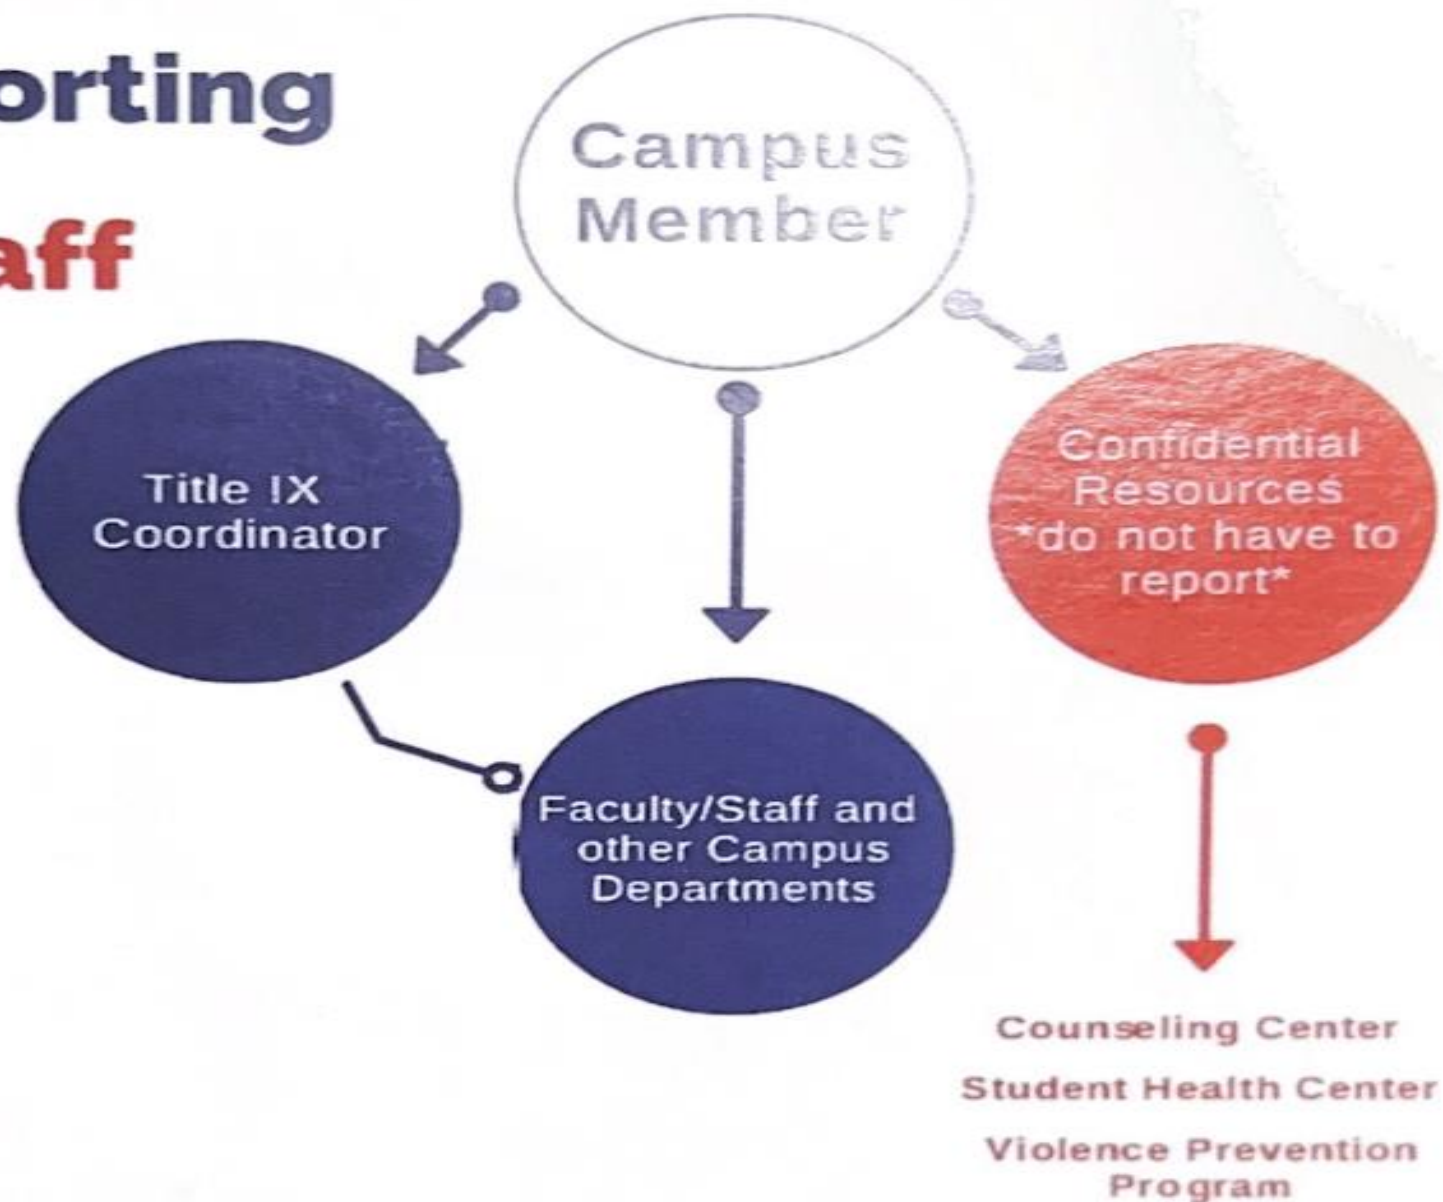 orting
aff
Campus
Member
Title IX
Coordinator
Confidential
Resources
*do not have to
report*
Faculty/Staff and
other Campus
Departments
Counseling Center
Student Health Center
Violence Prevention
Program